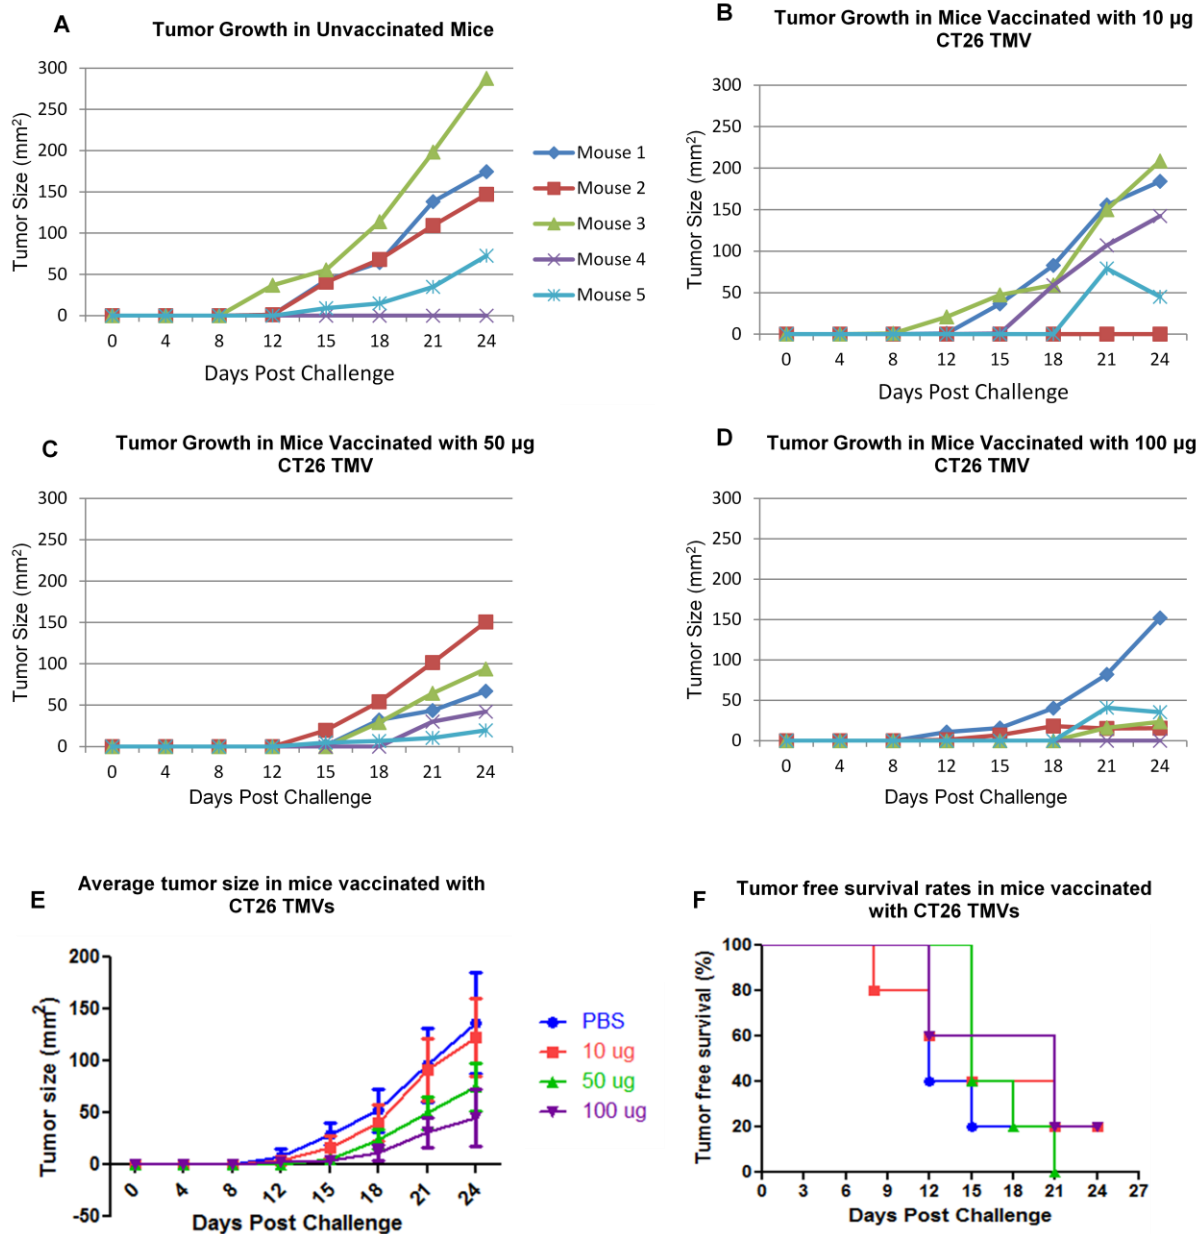 A
Tumor Growth in Unvaccinated Mice
300
250
200
150
100
50
0
Tumor Size (mm²)
0 4 8 12 15 18 21 24
Days Post Challenge
Mouse 1
Mouse 2
Mouse 3
Mouse 4
Mouse 5
B
Tumor Growth in Mice Vaccinated with 10 µg
CT26 TMV
300
250
200
150
100
50
0
Tumor Size (mm²)
0 4 8 12 15 18 21 24
Days Post Challenge
C
Tumor Growth in Mice Vaccinated with 50 µg
CT26 TMV
300
250
200
150
100
50
0
Tumor Size (mm²)
0 4 8 12 15 18 21 24
Days Post Challenge
D
Tumor Growth in Mice Vaccinated with 100 µg
CT26 TMV
300
250
200
150
100
50
0
Tumor Size (mm²)
0 4 8 12 15 18 21 24
Days Post Challenge
E
Average tumor size in mice vaccinated with
CT26 TMVs
200
150
100
50
0
-50
Tumor size (mm²)
0 4 8 12 15 18 21 24
Days Post Challenge
PBS
10 ug
50 ug
100 ug
F
Tumor free survival rates in mice vaccinated
with CT26 TMVs
100
80
60
40
20
0
Tumor free survival (%)
0 3 6 9 12 15 18 21 24 27
Days Post Challenge